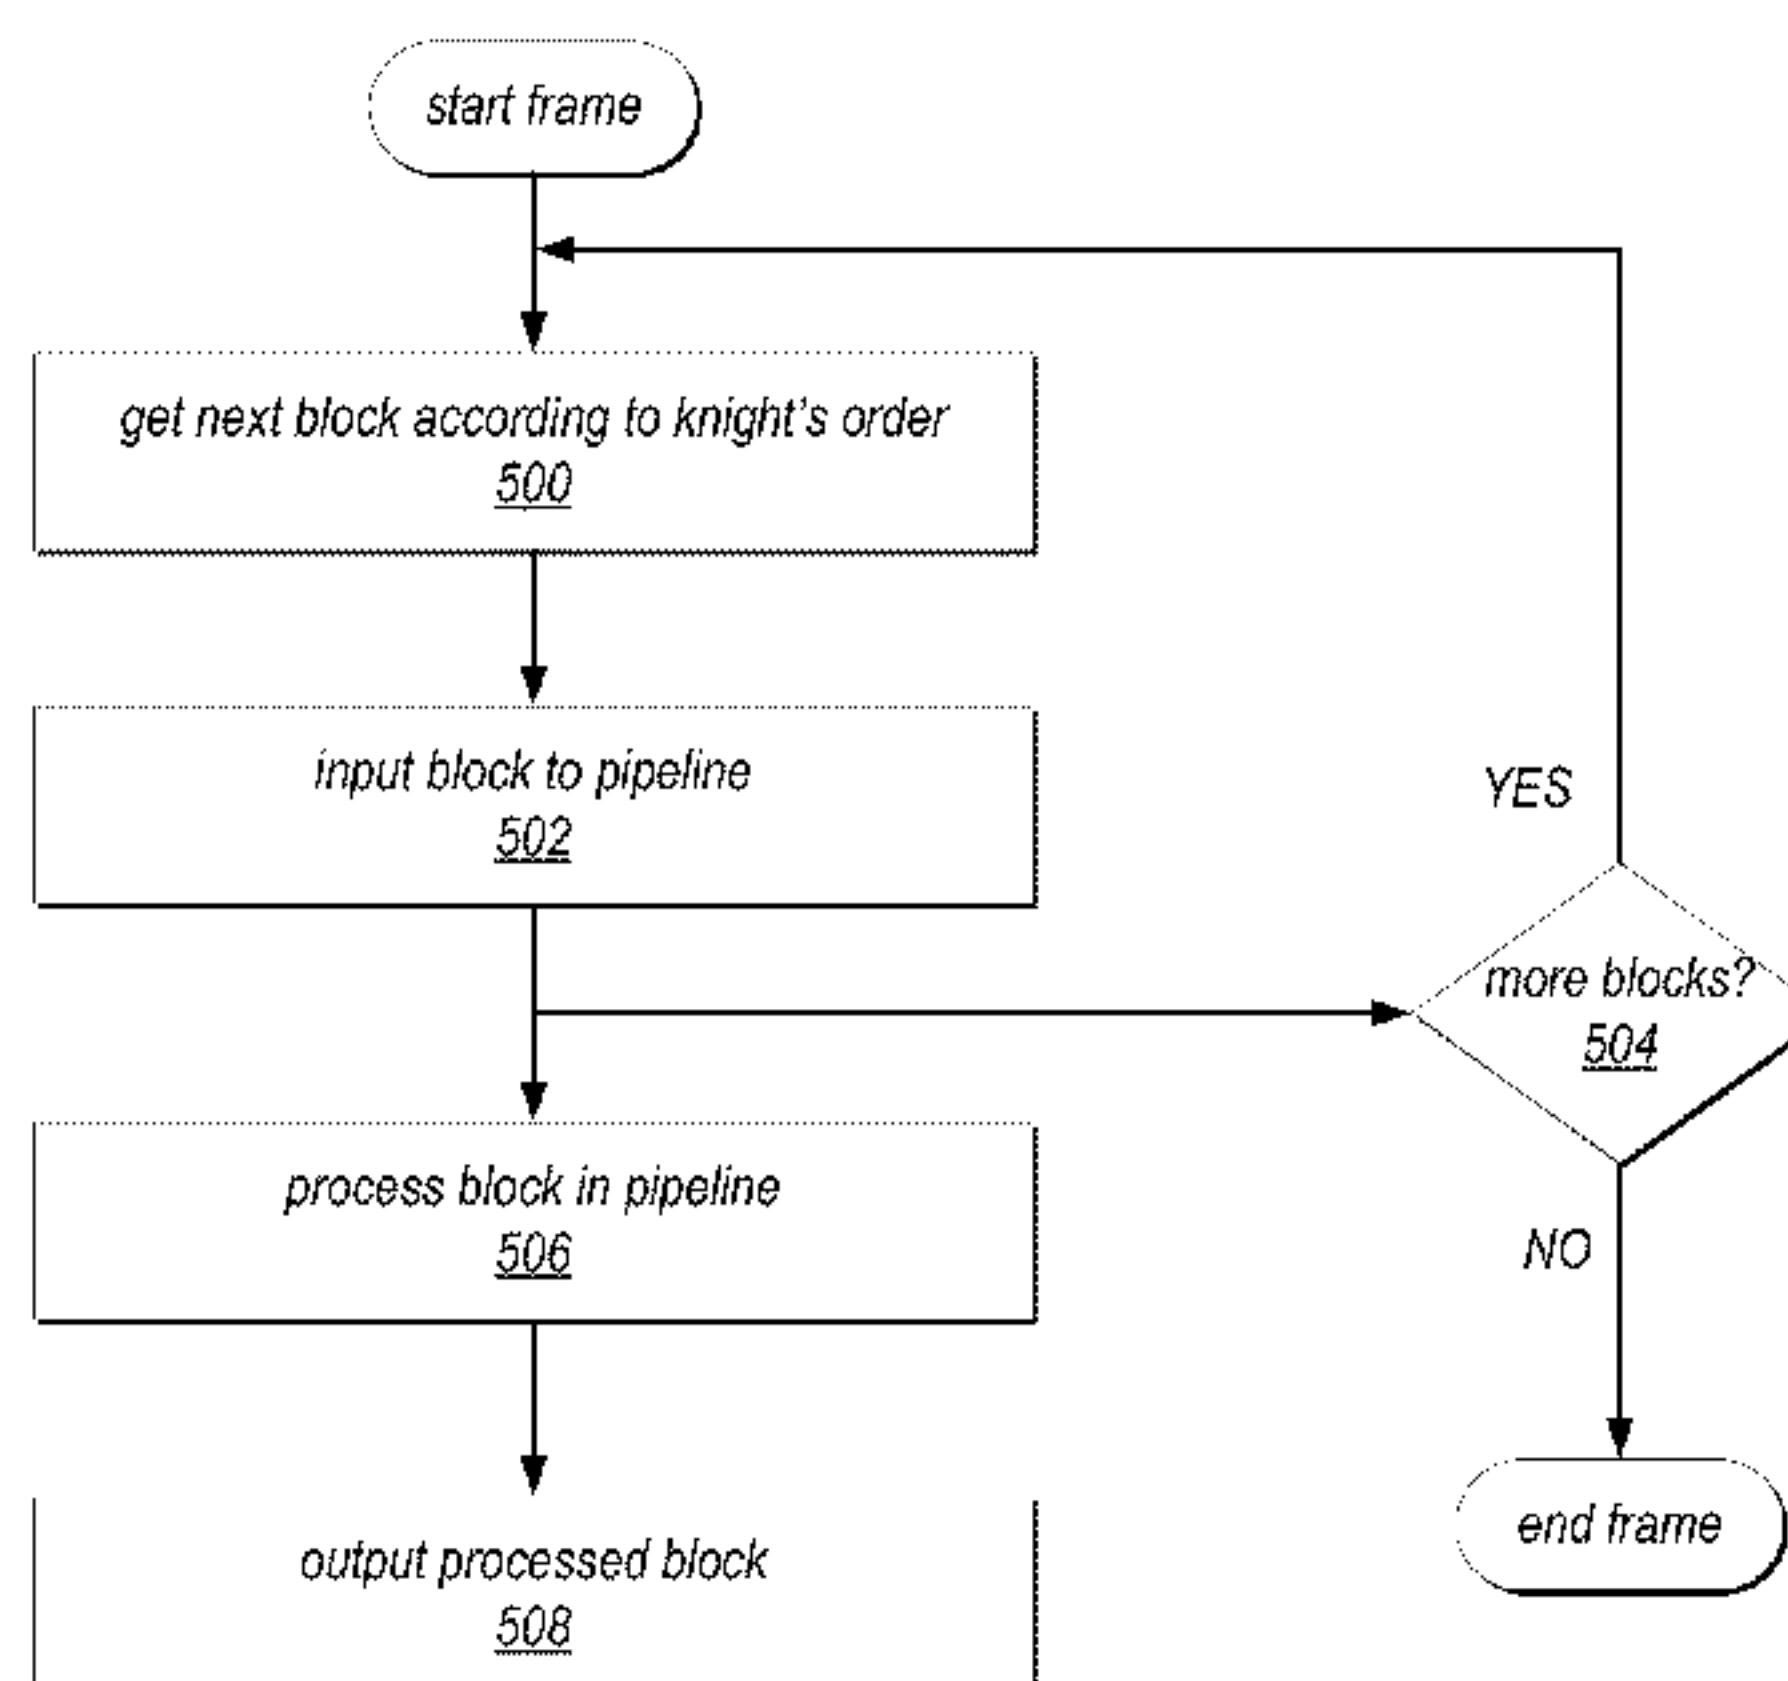 start frame
get next block according to knight's order
500
input block to pipeline
502
YES
more blocks?
504
process block in pipeline
506
NO
output processed block
508
end frame